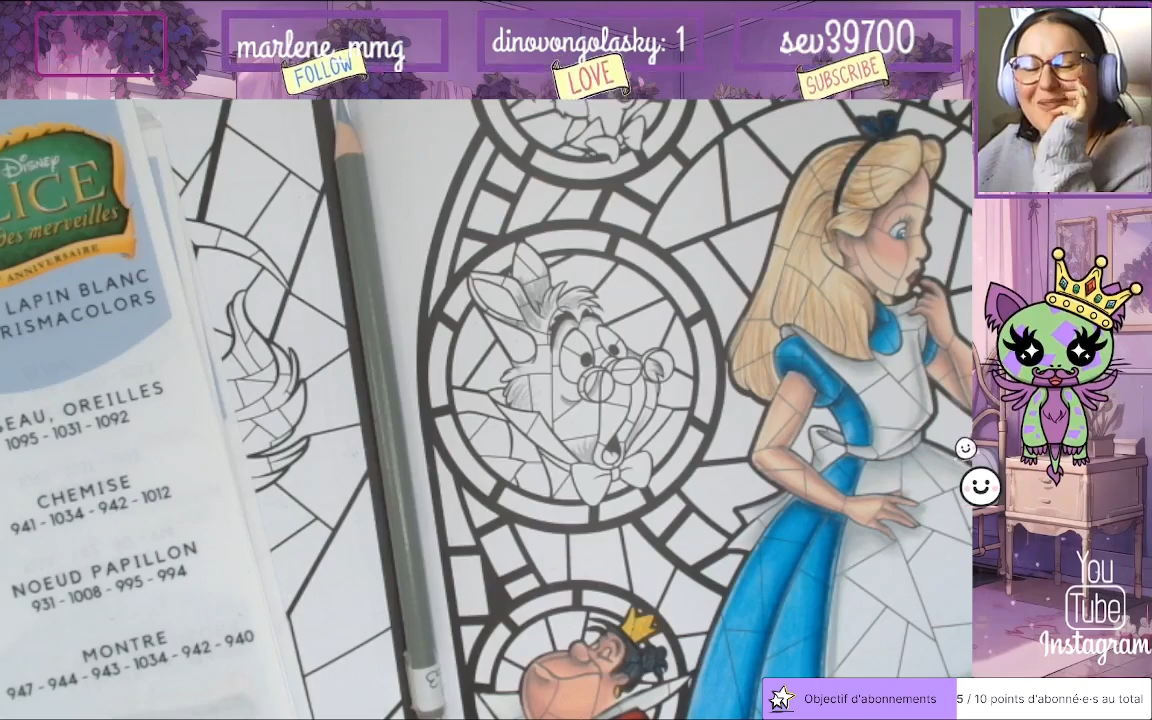 marlene_mmg
FOLLOW
dinovongolasky: 1
LOVE
sev39700
SUBSCRIBE
DISNEY
LICE
des merveilles
ANNIVERSAIRE
LAPIN BLANC
RISMACOLORS
EAU, OREILLES
1095 - 1031 - 1092
CHEMISE
941 - 1034 - 942 - 1012
NOEUD PAPILLON
931 - 1008 - 995 - 994
MONTRE
947 - 944 - 943 - 1034 - 942 - 940
You
Tube
Instagram
Objectif d'abonnements 5 / 10 points d'abonné·e·s au total